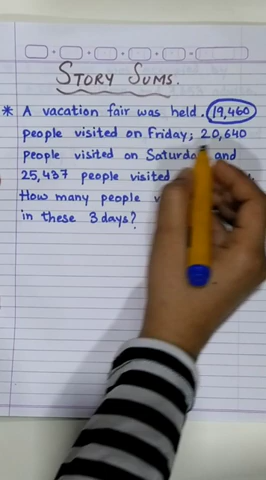 STORY SUMS.
* A vacation fair was held. 19,460
people visited on Friday; 20,640
people visited on Saturday and
25,437 people visited
How many people
in these 3 days?